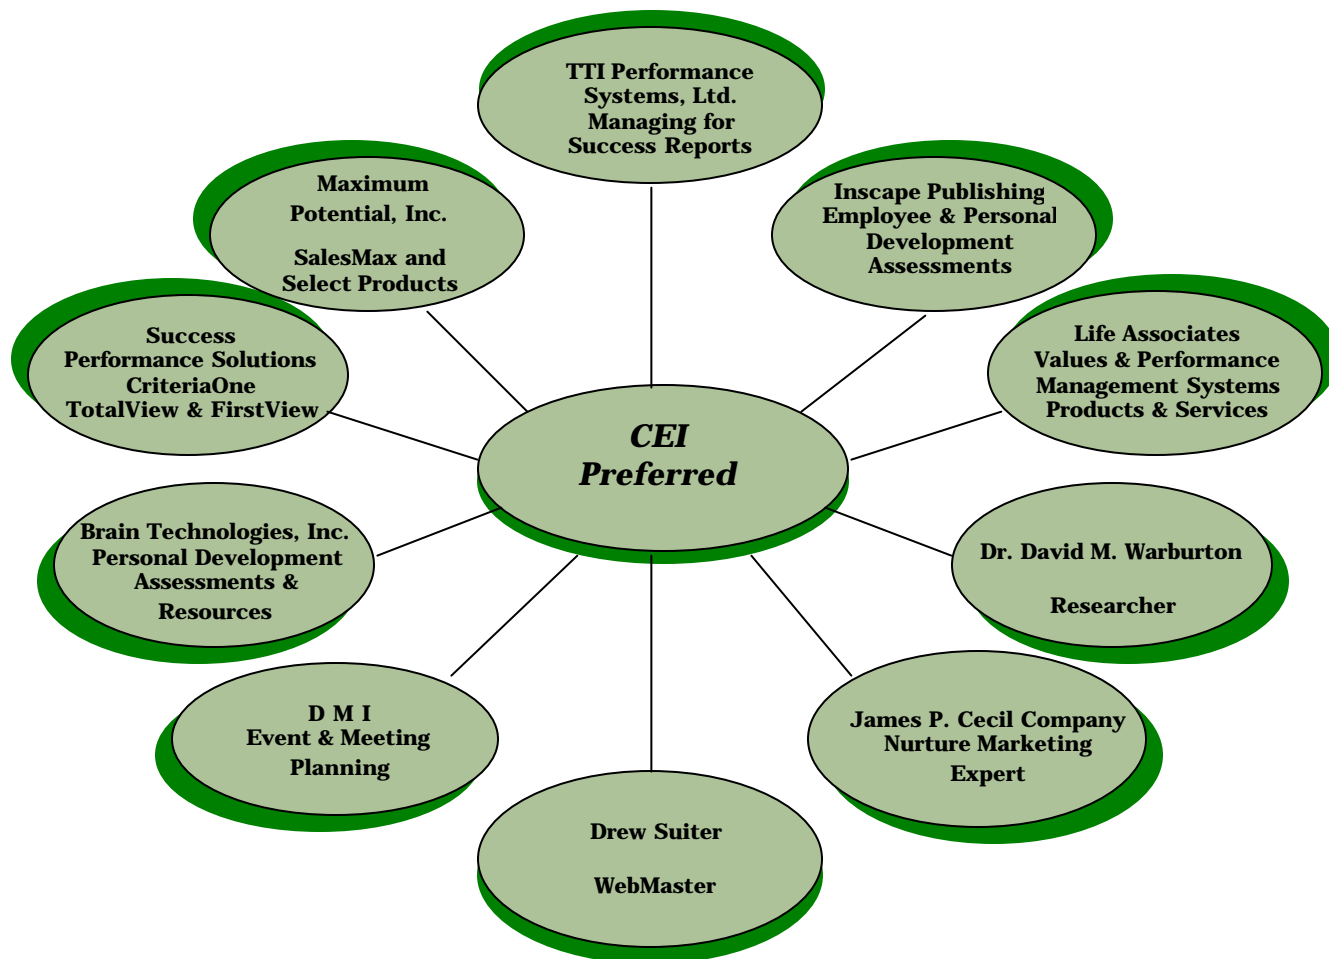 TTI Performance
Systems, Ltd.
Managing for
Success Reports
Maximum
Potential, Inc.
SalesMax and
Select Products
Inscape Publishing
Employee & Personal
Development
Assessments
Success
Performance Solutions
CriteriaOne
TotalView & FirstView
Life Associates
Values & Performance
Management Systems
Products & Services
CEI
Preferred
Brain Technologies, Inc.
Personal Development
Assessments &
Resources
Dr. David M. Warburton
Researcher
D M I
Event & Meeting
Planning
James P. Cecil Company
Nurture Marketing
Expert
Drew Suiter
WebMaster